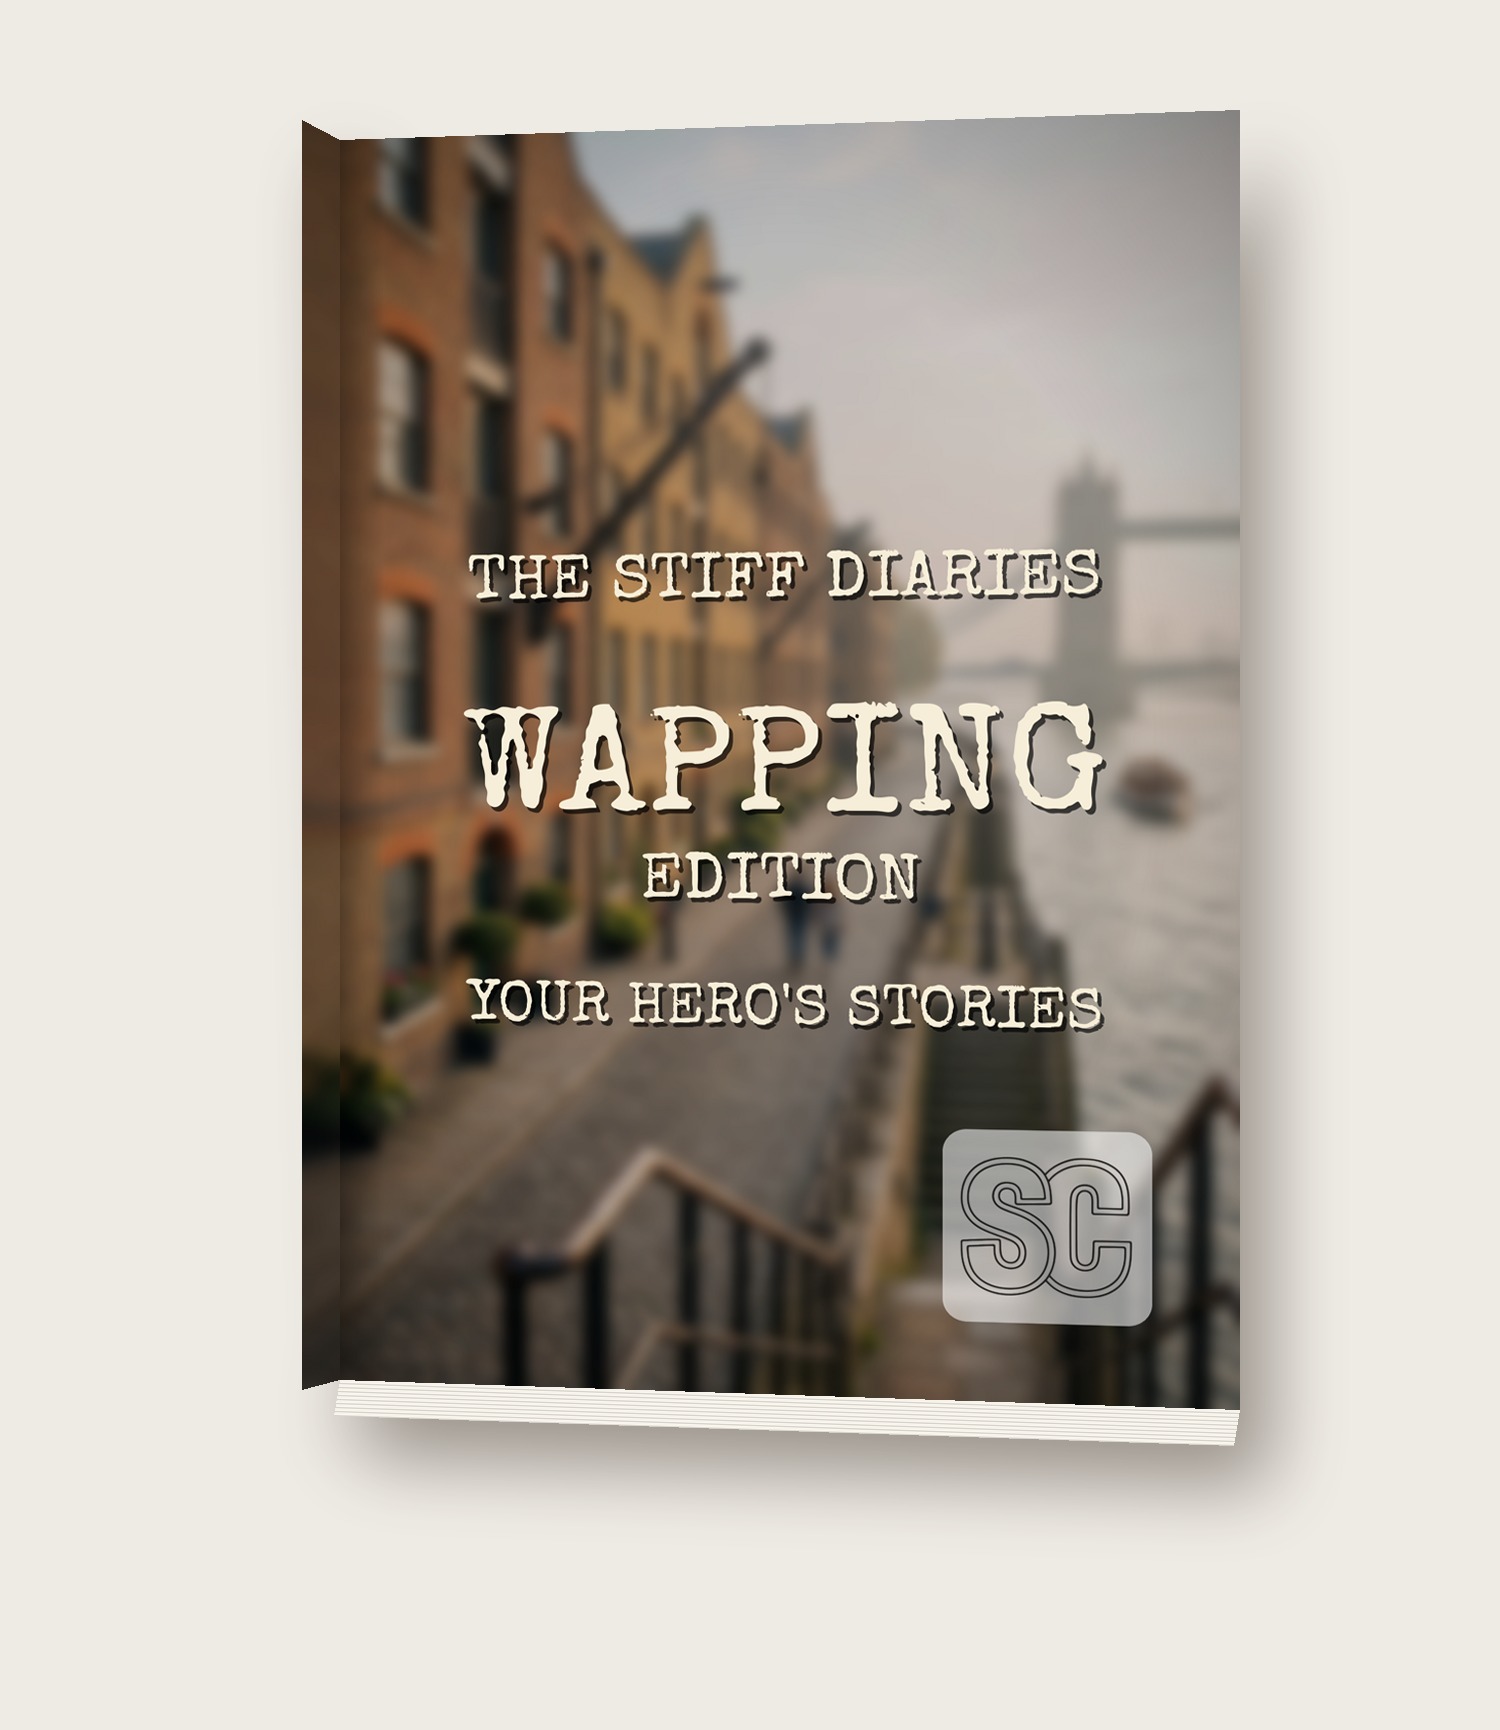 THE STIFF DIARIES
WAPPING
EDITION
YOUR HERO'S STORIES
SC